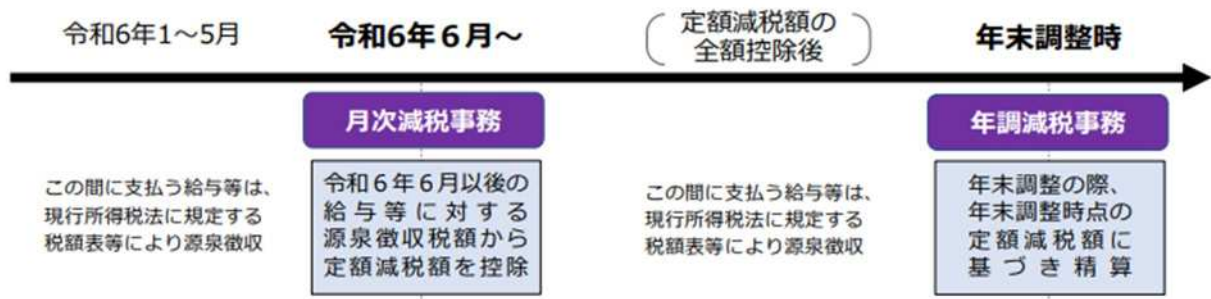 令和6年1～5月
令和6年６月～
定額減税額の
全額控除後
年末調整時
月次減税事務
年調減税事務
この間に支払う給与等は、
現行所得税法に規定する
税額表等により源泉徴収
令和６年６月以後の
給与等に対する
源泉徴収税額から
定額減税額を控除
この間に支払う給与等は、
現行所得税法に規定する
税額表等により源泉徴収
年末調整の際、
年末調整時点の
定額減税額に
基づき精算